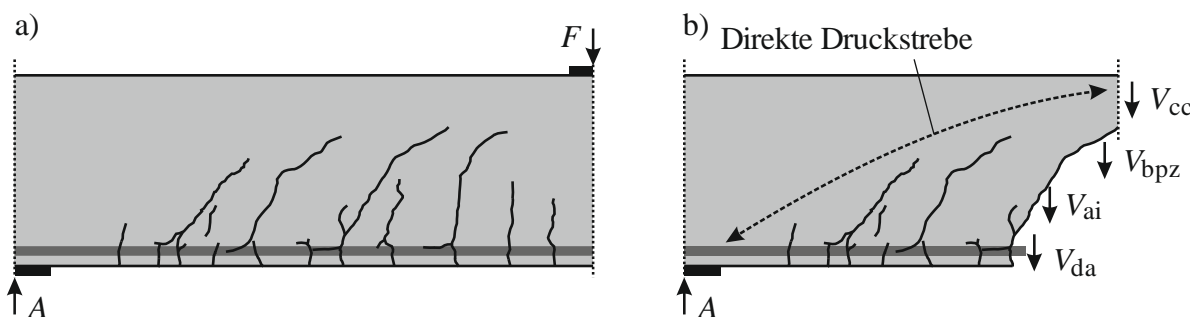 a)
F
A
b)
Direkte Druckstrebe
Vcc
Vbpz
Vai
Vda
A